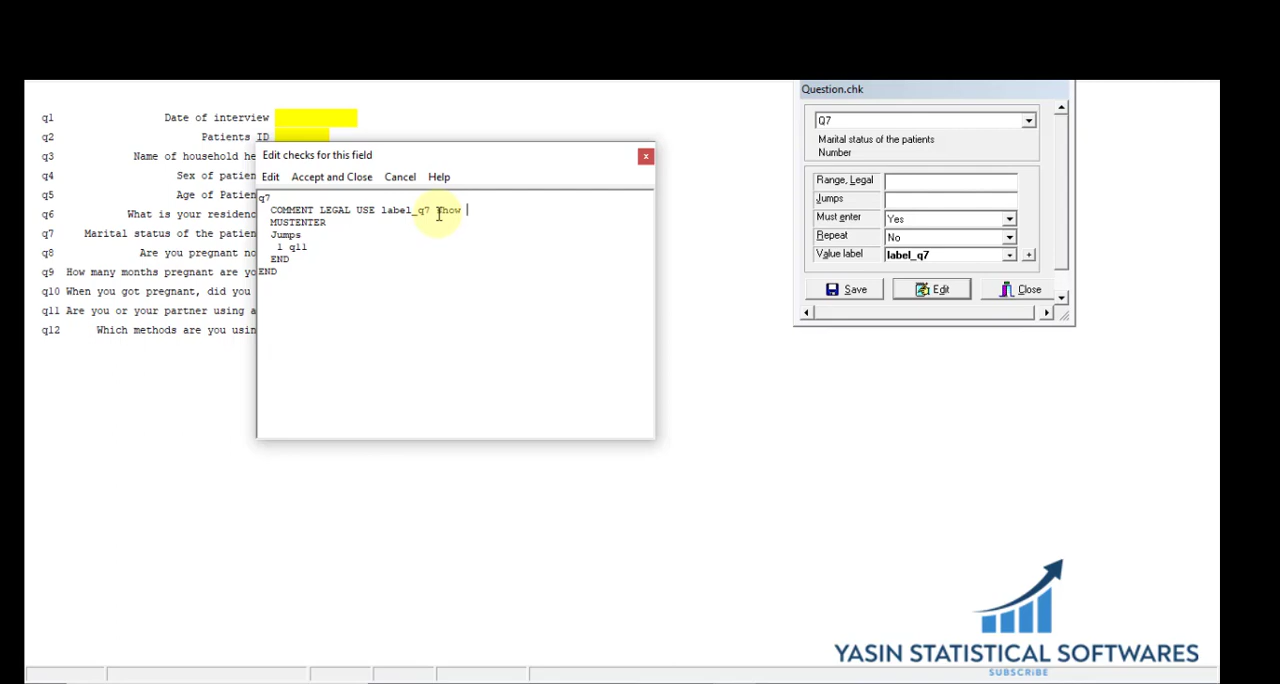 Question.chk
q1 Date of interview
q2 Patients ID
q3 Name of household he
q4 Sex of patien
q5 Age of Patien
q6 What is your residenc
q7 Marital status of the patien
q8 Are you pregnant no
q9 How many months pregnant are yo
q10 When you got pregnant, did you
q11 Are you or your partner using a
q12 Which methods are you usin
Edit checks for this field
x
Edit Accept and Close Cancel Help
q7
COMMENT LEGAL USE label_q7 show
MUSTENTER
Jumps
1 q11
END
END
Q7
Marital status of the patients
Number
Range, Legal
Jumps
Must enter Yes
Repeat No
Value label label_q7 +
Save Edit Close
YASIN STATISTICAL SOFTWARES
SUBSCRiBE